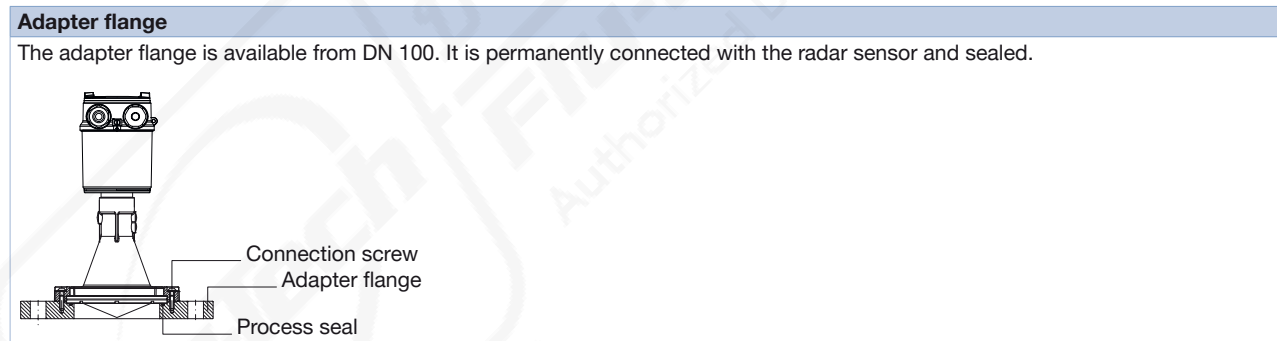 Adapter flange
The adapter flange is available from DN 100. It is permanently connected with the radar sensor and sealed.
Connection screw
Adapter flange
Process seal